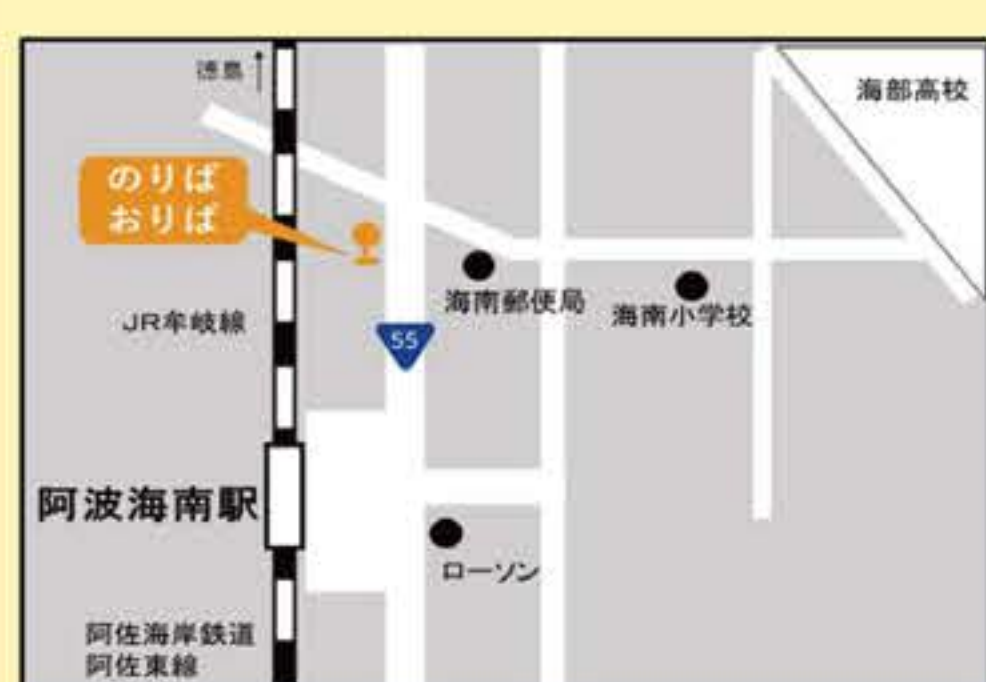 徳島
海部高校
のりば
おりば
海南郵便局
海南小学校
JR牟岐線
55
阿波海南駅
ローソン
阿佐海岸鉄道
阿佐東線